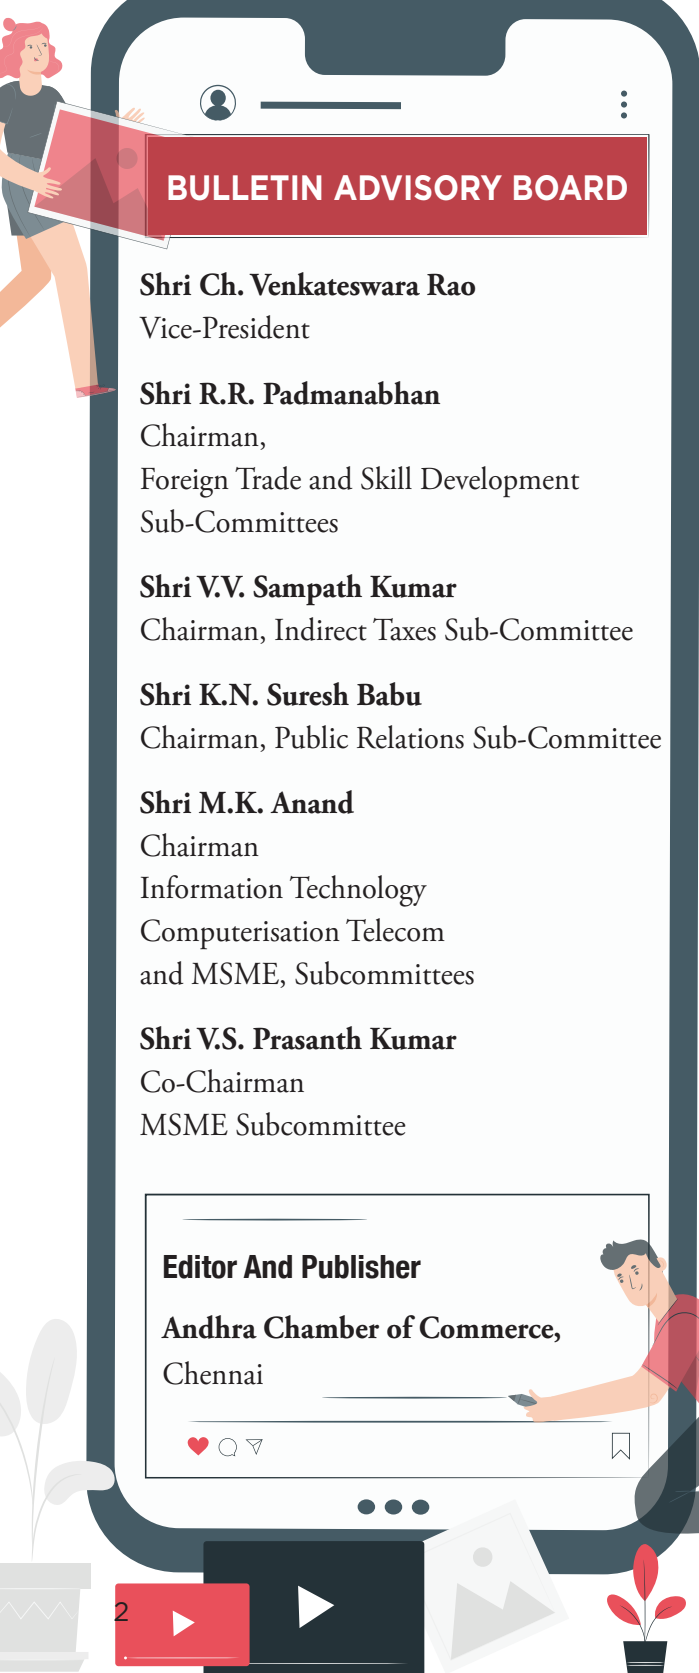 BULLETIN ADVISORY BOARD
Shri Ch. Venkateswara Rao
Vice-President
Shri R.R. Padmanabhan
Chairman,
Foreign Trade and Skill Development
Sub-Committees
Shri V.V. Sampath Kumar
Chairman, Indirect Taxes Sub-Committee
Shri K.N. Suresh Babu
Chairman, Public Relations Sub-Committee
Shri M.K. Anand
Chairman
Information Technology
Computerisation Telecom
and MSME, Subcommittees
Shri V.S. Prasanth Kumar
Co-Chairman
MSME Subcommittee
Editor And Publisher
Andhra Chamber of Commerce,
Chennai
2